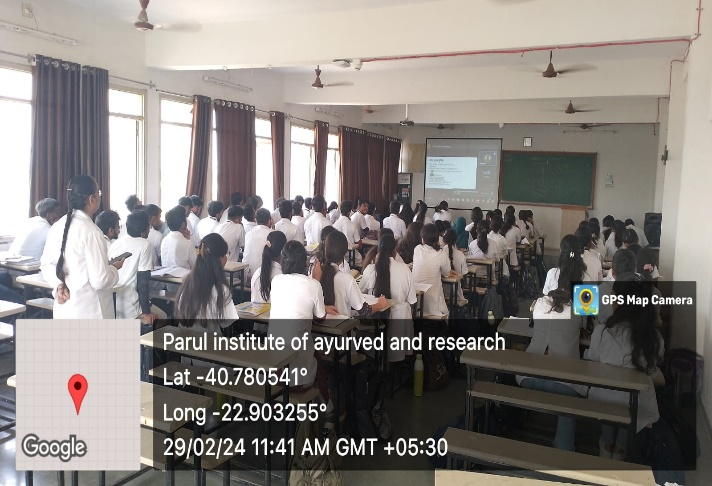 GPS Map Camera
Parul institute of ayurved and research
Lat -40.780541°
Long -22.903255°
29/02/24 11:41 AM GMT +05:30
Google